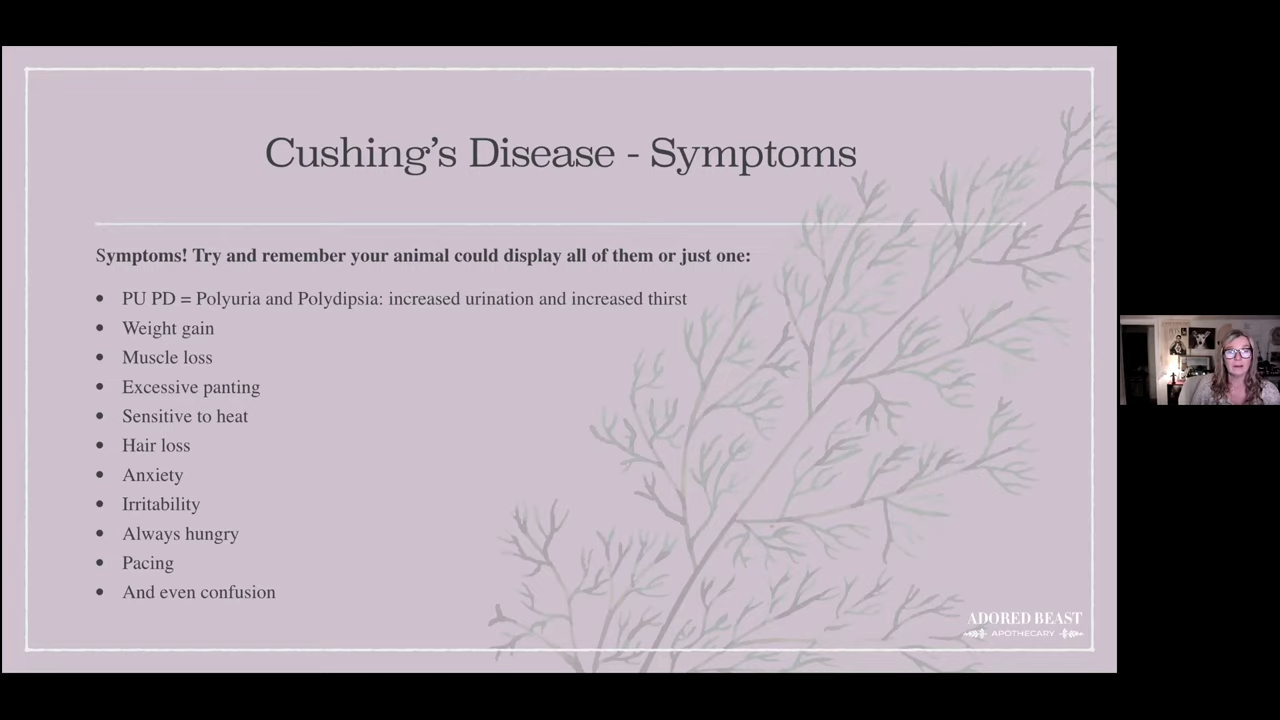 Cushing’s Disease - Symptoms
Symptoms! Try and remember your animal could display all of them or just one:
• PU PD = Polyuria and Polydipsia: increased urination and increased thirst
• Weight gain
• Muscle loss
• Excessive panting
• Sensitive to heat
• Hair loss
• Anxiety
• Irritability
• Always hungry
• Pacing
• And even confusion
ADORED BEAST
APOTHECARY